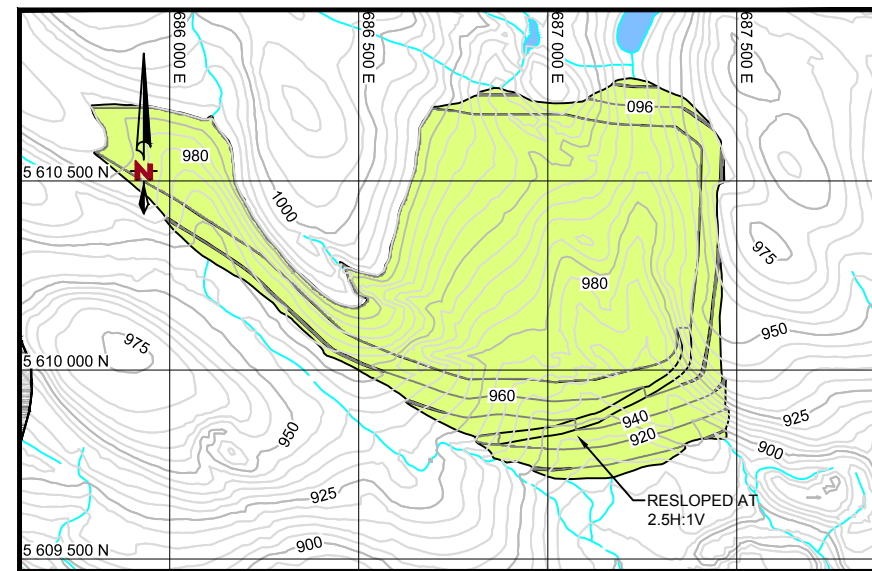 686 000 E
686 500 E
687 000 E
687 500 E
960
980
N
5 610 500 N
1000
975
980
950
975
5 610 000 N
960
940
925
920
950
900
RESLOPED AT
2.5H:1V
925
900
5 609 500 N